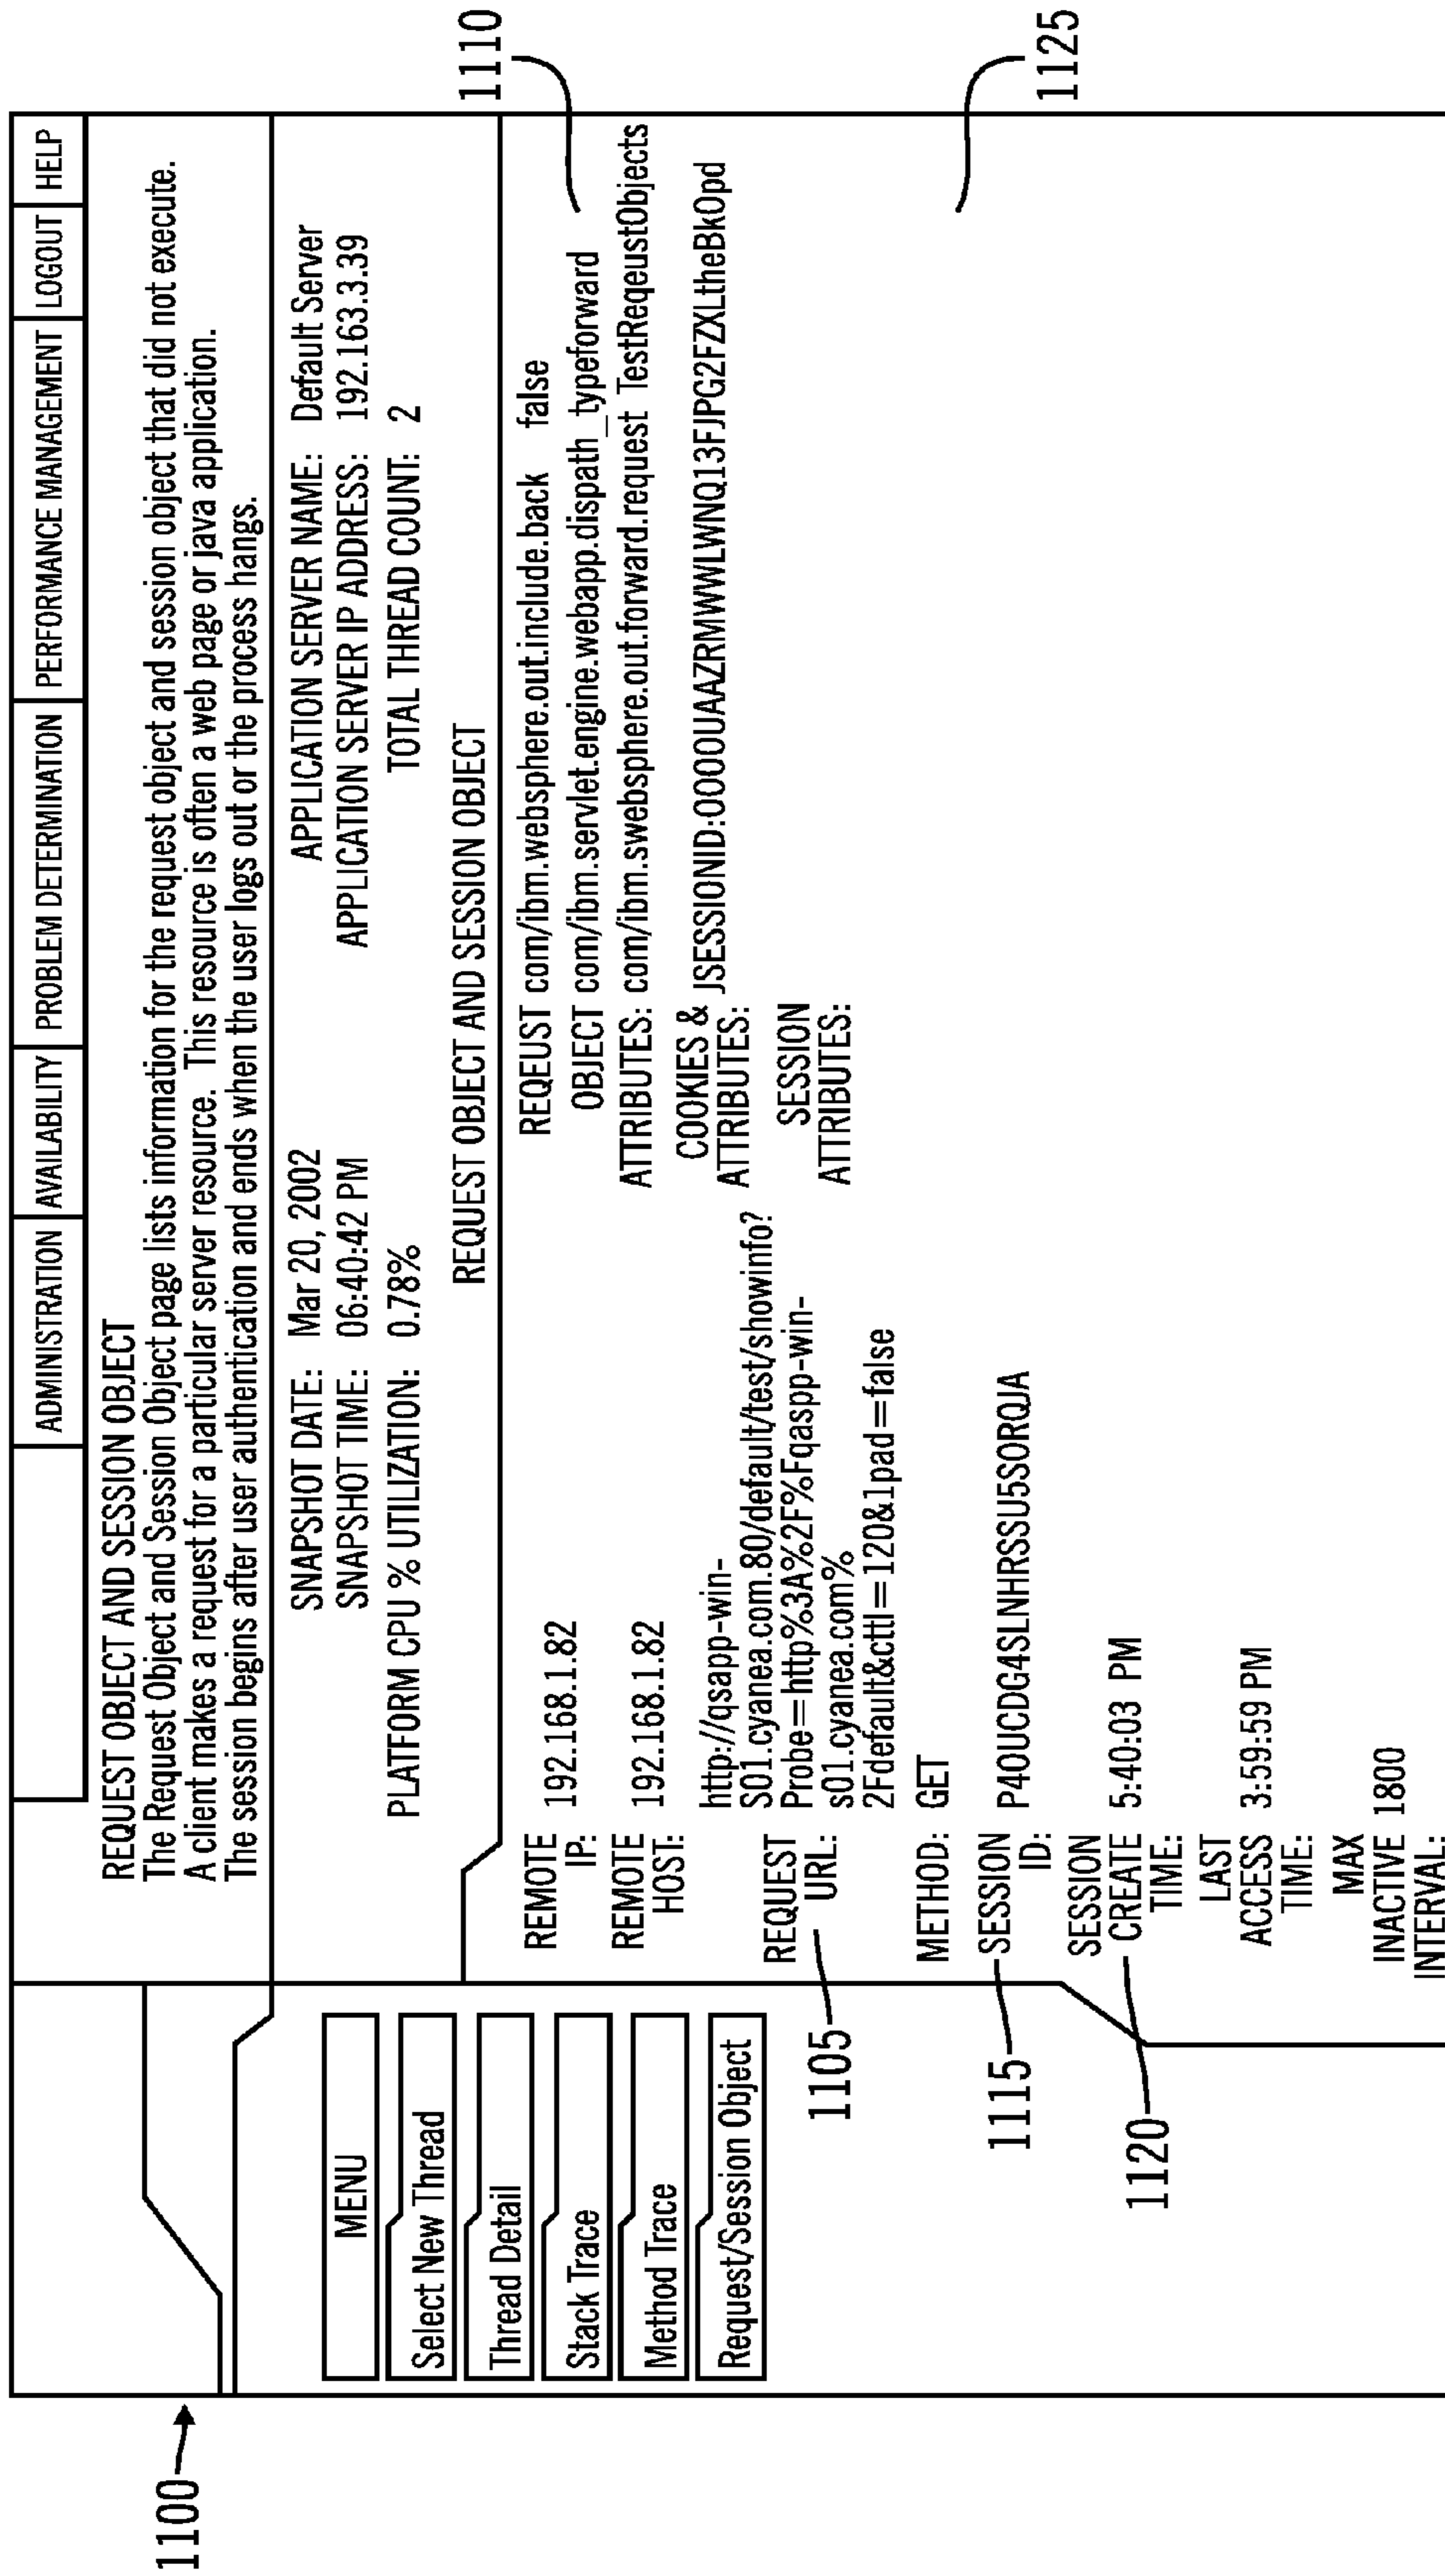 1100
ADMINISTRATION AVAILABILITY PROBLEM DETERMINATION PERFORMANCE MANAGEMENT LOGOUT HELP
REQUEST OBJECT AND SESSION OBJECT
The Request Object and Session Object page lists information for the request object and session object that did not execute.
A client makes a request for a particular server resource. This resource is often a web page or java application.
The session begins after user authentication and ends when the user logs out or the process hangs.
SNAPSHOT DATE: Mar 20, 2002 APPLICATION SERVER NAME: Default Server
SNAPSHOT TIME: 06:40:42 PM APPLICATION SERVER IP ADDRESS: 192.163.3.39
PLATFORM CPU % UTILIZATION: 0.78% TOTAL THREAD COUNT: 2
MENU
Select New Thread
Thread Detail
Stack Trace
Method Trace
Request/Session Object
REQUEST OBJECT AND SESSION OBJECT
REMOTE
IP: 192.168.1.82
REMOTE
HOST: 192.168.1.82
REQUEST
URL:
http://qsapp-win-
S01.cyanea.com.80/default/test/showinfo?
Probe=http%3A%2F%Fqaspp-win-
s01.cyanea.com%
2Fdefault&cttl=120&1pad=false
METHOD: GET
SESSION
ID: P40UCDG4SLNHRSSU5SORQJA
SESSION
CREATE 5:40:03 PM
TIME:
LAST
ACCESS 3:59:59 PM
TIME:
MAX
INACTIVE 1800
INTERVAL:
REQEUST com/ibm.websphere.out.include.back false
OBJECT com/ibm.servlet.engine.webapp.dispath_typeforward
ATTRIBUTES: com/ibm.swebsphere.out.forward.request TestReqeustObjects
COOKIES &
ATTRIBUTES: JSESSIONID:0000UAAZRMWWLWNQ13FJPG2FZXLtheBkOpd
SESSION
ATTRIBUTES:
1105
1115
1120
1110
1125